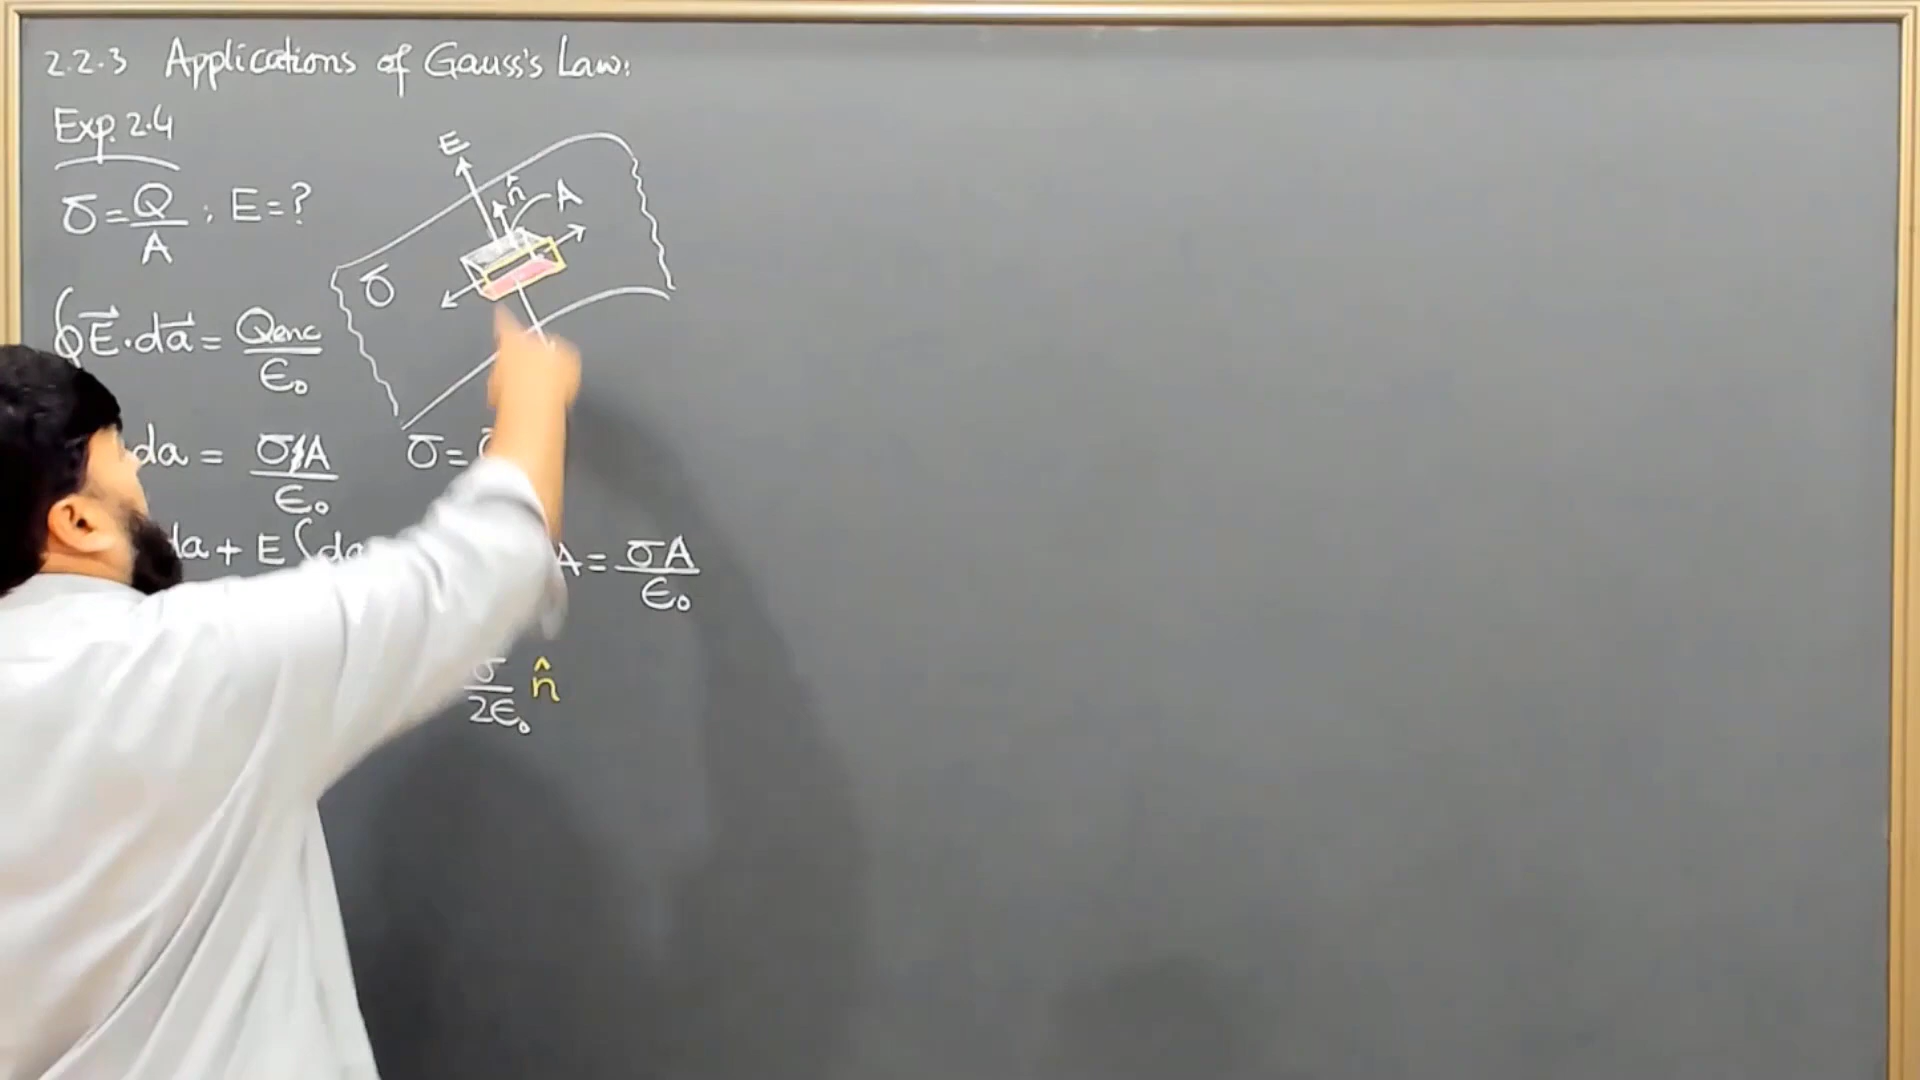 2.2.3 Applications of Gauss's Law:
Exp. 2.4
σ = Q/A ; E = ?
E
n̂
A
σ
∮E⃗·da⃗ = Qenc/ε₀
da = σA/ε₀
σ =
da + E ∫da
A = σA/ε₀
σ/2ε₀ n̂